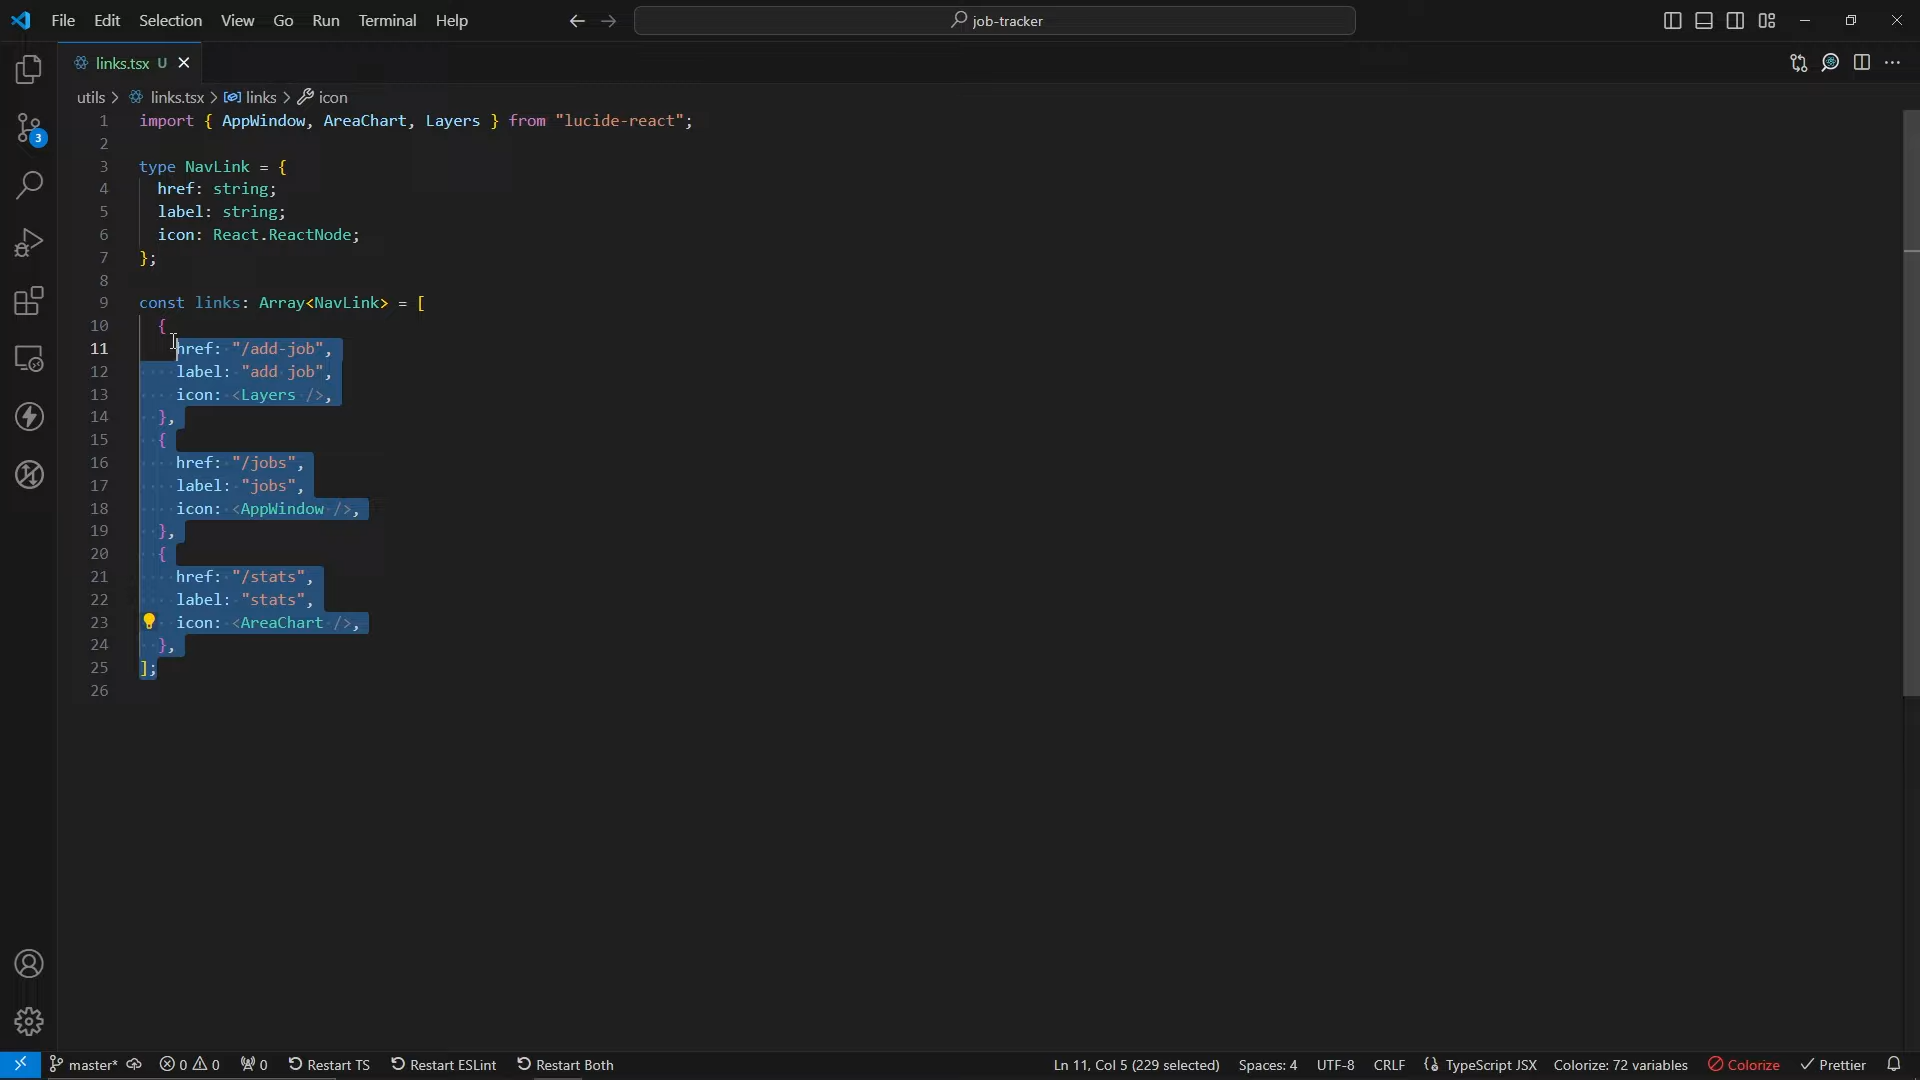 File Edit Selection View Go Run Terminal Help
job-tracker
links.tsx U
utils > links.tsx > links > icon
3
1 import { AppWindow, AreaChart, Layers } from "lucide-react";
2
3 type NavLink = {
4 href: string;
5 label: string;
6 icon: React.ReactNode;
7 };
8
9 const links: Array<NavLink> = [
10 {
11 href: "/add-job",
12 label: "add job",
13 icon: <Layers />,
14 },
15 {
16 href: "/jobs",
17 label: "jobs",
18 icon: <AppWindow />,
19 },
20 {
21 href: "/stats",
22 label: "stats",
23 icon: <AreaChart />,
24 },
25 ];
26
master* 0 0 0 Restart TS Restart ESLint Restart Both Ln 11, Col 5 (229 selected) Spaces: 4 UTF-8 CRLF TypeScript JSX Colorize: 72 variables Colorize Prettier